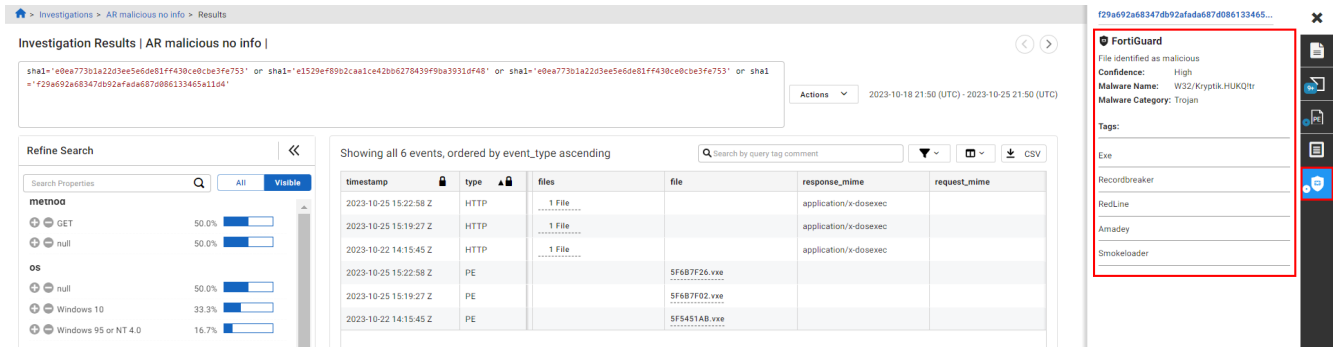 > Investigations > AR malicious no info > Results
Investigation Results | AR malicious no info |
sha1='e0ea773b1a22d3ee5e6de81ff430ce0cbe3fe753' or sha1='e1529ef89b2caa1ce42bb6278439f9ba3931df48' or sha1='e0ea773b1a22d3ee5e6de81ff430ce0cbe3fe753' or sha1
='f29a692a68347db92afada687d086133465a11d4'
Actions
2023-10-18 21:50 (UTC) - 2023-10-25 21:50 (UTC)
Refine Search
Search Properties
All
Visible
method
GET 50.0%
null 50.0%
os
null 50.0%
Windows 10 33.3%
Windows 95 or NT 4.0 16.7%
Showing all 6 events, ordered by event_type ascending
Search by query tag comment
CSV
timestamp type files file response_mime request_mime
2023-10-25 15:22:58 Z HTTP 1 File application/x-dosexec
2023-10-25 15:19:27 Z HTTP 1 File application/x-dosexec
2023-10-22 14:15:45 Z HTTP 1 File application/x-dosexec
2023-10-25 15:22:58 Z PE 5F6B7F26.vxe
2023-10-25 15:19:27 Z PE 5F6B7F02.vxe
2023-10-22 14:15:45 Z PE 5F5451AB.vxe
f29a692a68347db92afada687d086133465...
FortiGuard
File identified as malicious
Confidence: High
Malware Name: W32/Kryptik.HUKQ!tr
Malware Category: Trojan
Tags:
Exe
Recordbreaker
RedLine
Amadey
Smokeloader
9+
PE